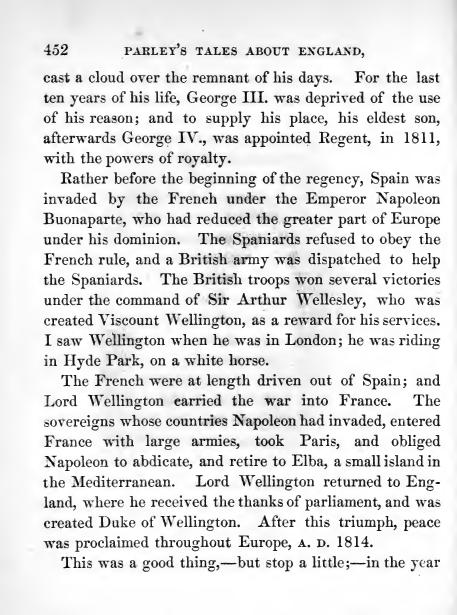 452 PARLEY'S TALES ABOUT ENGLAND,
cast a cloud over the remnant of his days. For the last
ten years of his life, George III. was deprived of the use
of his reason; and to supply his place, his eldest son,
afterwards George IV., was appointed Regent, in 1811,
with the powers of royalty.
Rather before the beginning of the regency, Spain was
invaded by the French under the Emperor Napoleon
Buonaparte, who had reduced the greater part of Europe
under his dominion. The Spaniards refused to obey the
French rule, and a British army was dispatched to help
the Spaniards. The British troops won several victories
under the command of Sir Arthur Wellesley, who was
created Viscount Wellington, as a reward for his services.
I saw Wellington when he was in London; he was riding
in Hyde Park, on a white horse.
The French were at length driven out of Spain; and
Lord Wellington carried the war into France. The
sovereigns whose countries Napoleon had invaded, entered
France with large armies, took Paris, and obliged
Napoleon to abdicate, and retire to Elba, a small island in
the Mediterranean. Lord Wellington returned to Eng-
land, where he received the thanks of parliament, and was
created Duke of Wellington. After this triumph, peace
was proclaimed throughout Europe, A. D. 1814.
This was a good thing,—but stop a little;—in the year